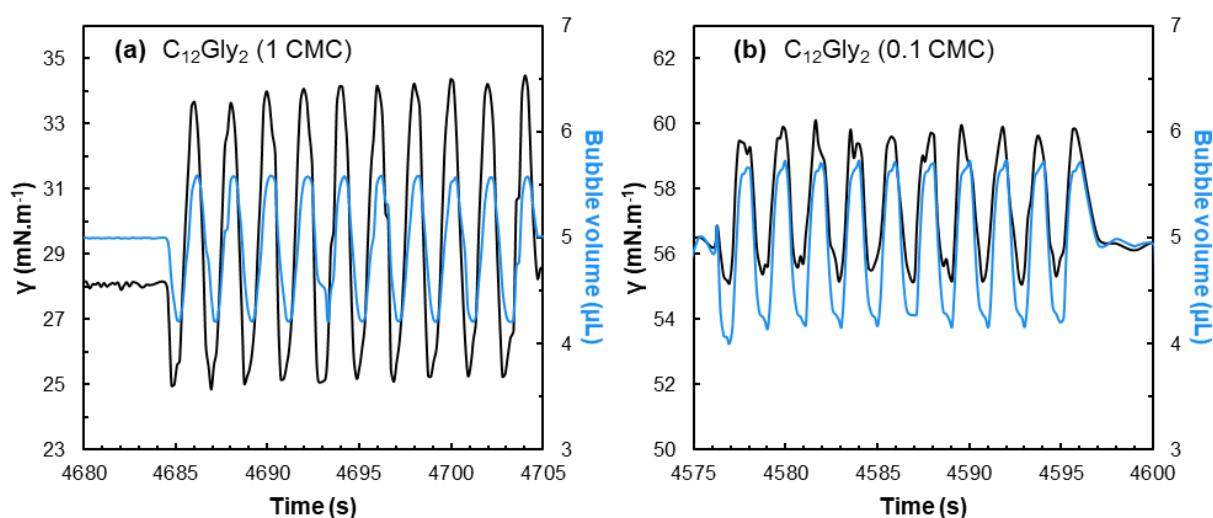 (a) C₁₂Gly₂ (1 CMC)
γ (mN.m⁻¹)
35
33
31
29
27
25
23
7
6
5
4
3
Bubble volume (µL)
4680 4685 4690 4695 4700 4705
Time (s)
(b) C₁₂Gly₂ (0.1 CMC)
γ (mN.m⁻¹)
62
60
58
56
54
52
50
7
6
5
4
3
Bubble volume (µL)
4575 4580 4585 4590 4595 4600
Time (s)